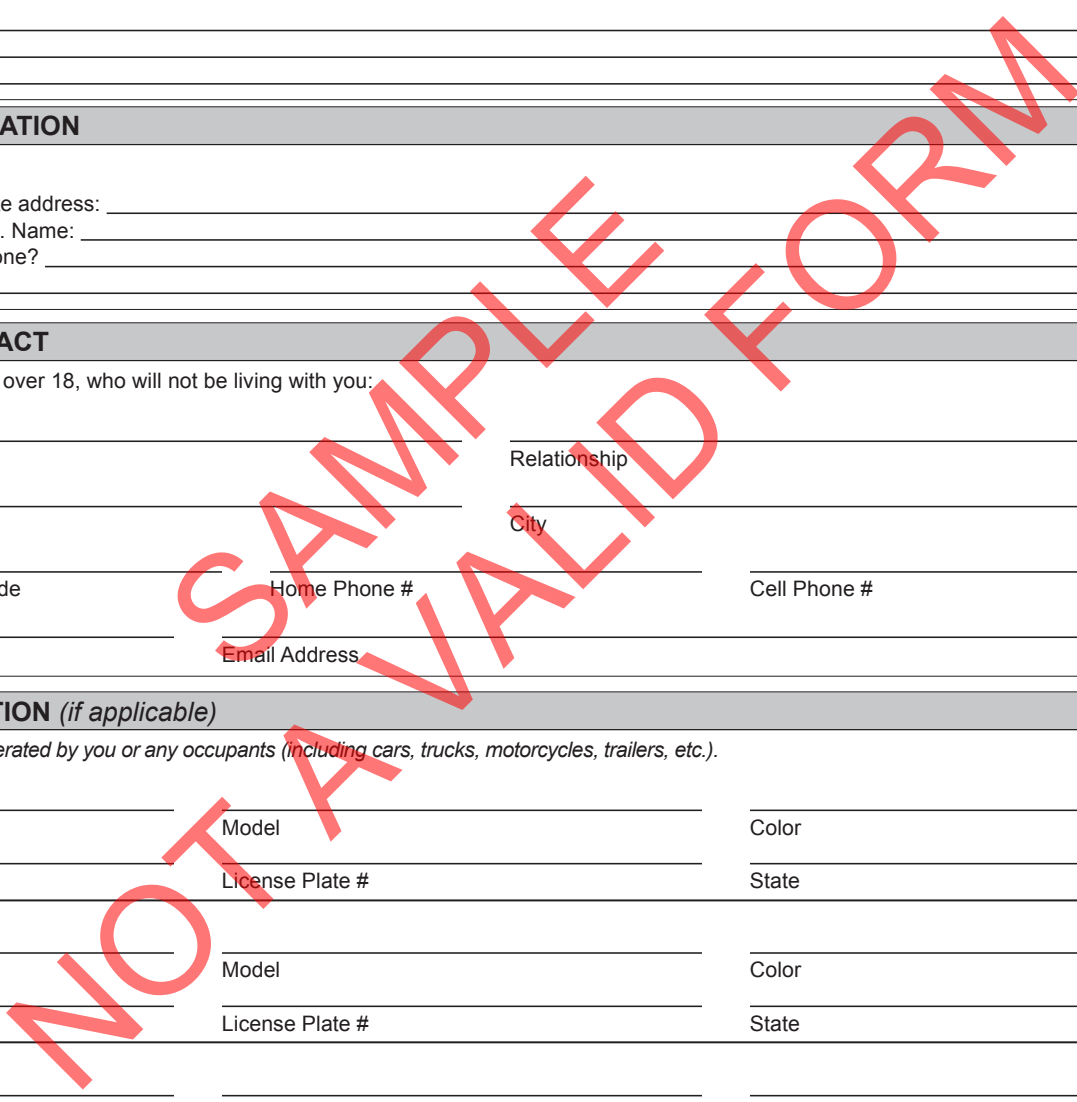 ATION
te address:
. Name:
one?
ACT
over 18, who will not be living with you:
Relationship
City
de Home Phone # Cell Phone #
Email Address
TION (if applicable)
erated by you or any occupants (including cars, trucks, motorcycles, trailers, etc.).
Model Color
License Plate # State
Model Color
License Plate # State
SAMPLE
NOT A VALID FORM